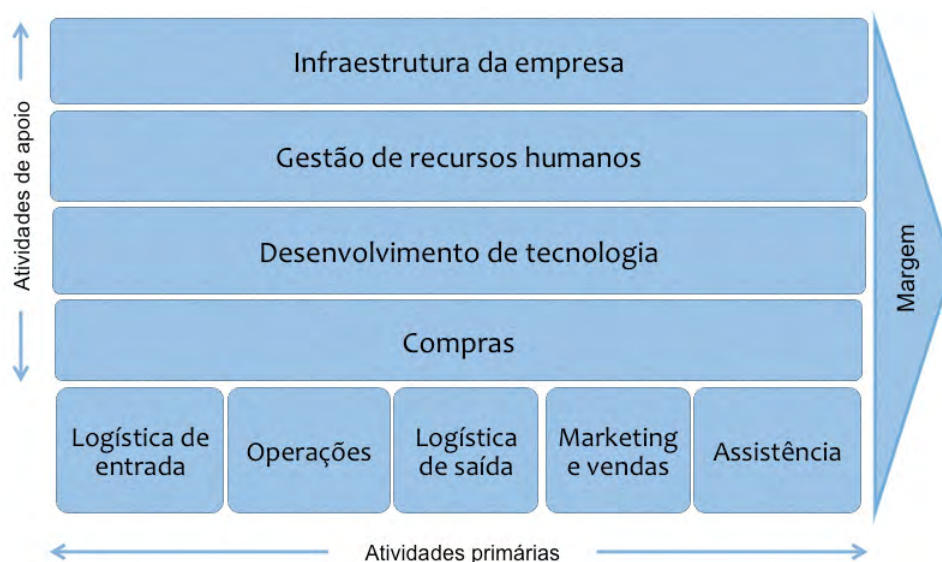 Atividades de apoio
Infraestrutura da empresa
Gestão de recursos humanos
Desenvolvimento de tecnologia
Compras
Logística de
entrada
Operações
Logística
de saída
Marketing
e vendas
Assistência
Margem
Atividades primárias